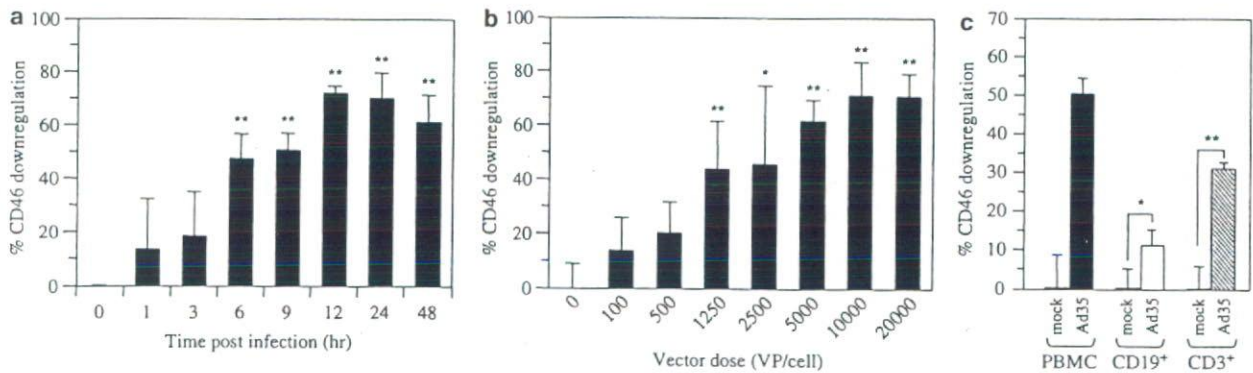 a
% CD46 downregulation
100
80
60
40
20
0
** ** ** ** **
0 1 3 6 9 12 24 48
Time post infection (hr)
b
% CD46 downregulation
100
80
60
40
20
0
** * ** ** **
0 100 500 1250 2500 5000 10000 20000
Vector dose (VP/cell)
c
% CD46 downregulation
70
60
50
40
30
20
10
0
* **
mock Ad35 mock Ad35 mock Ad35
PBMC CD19+ CD3+